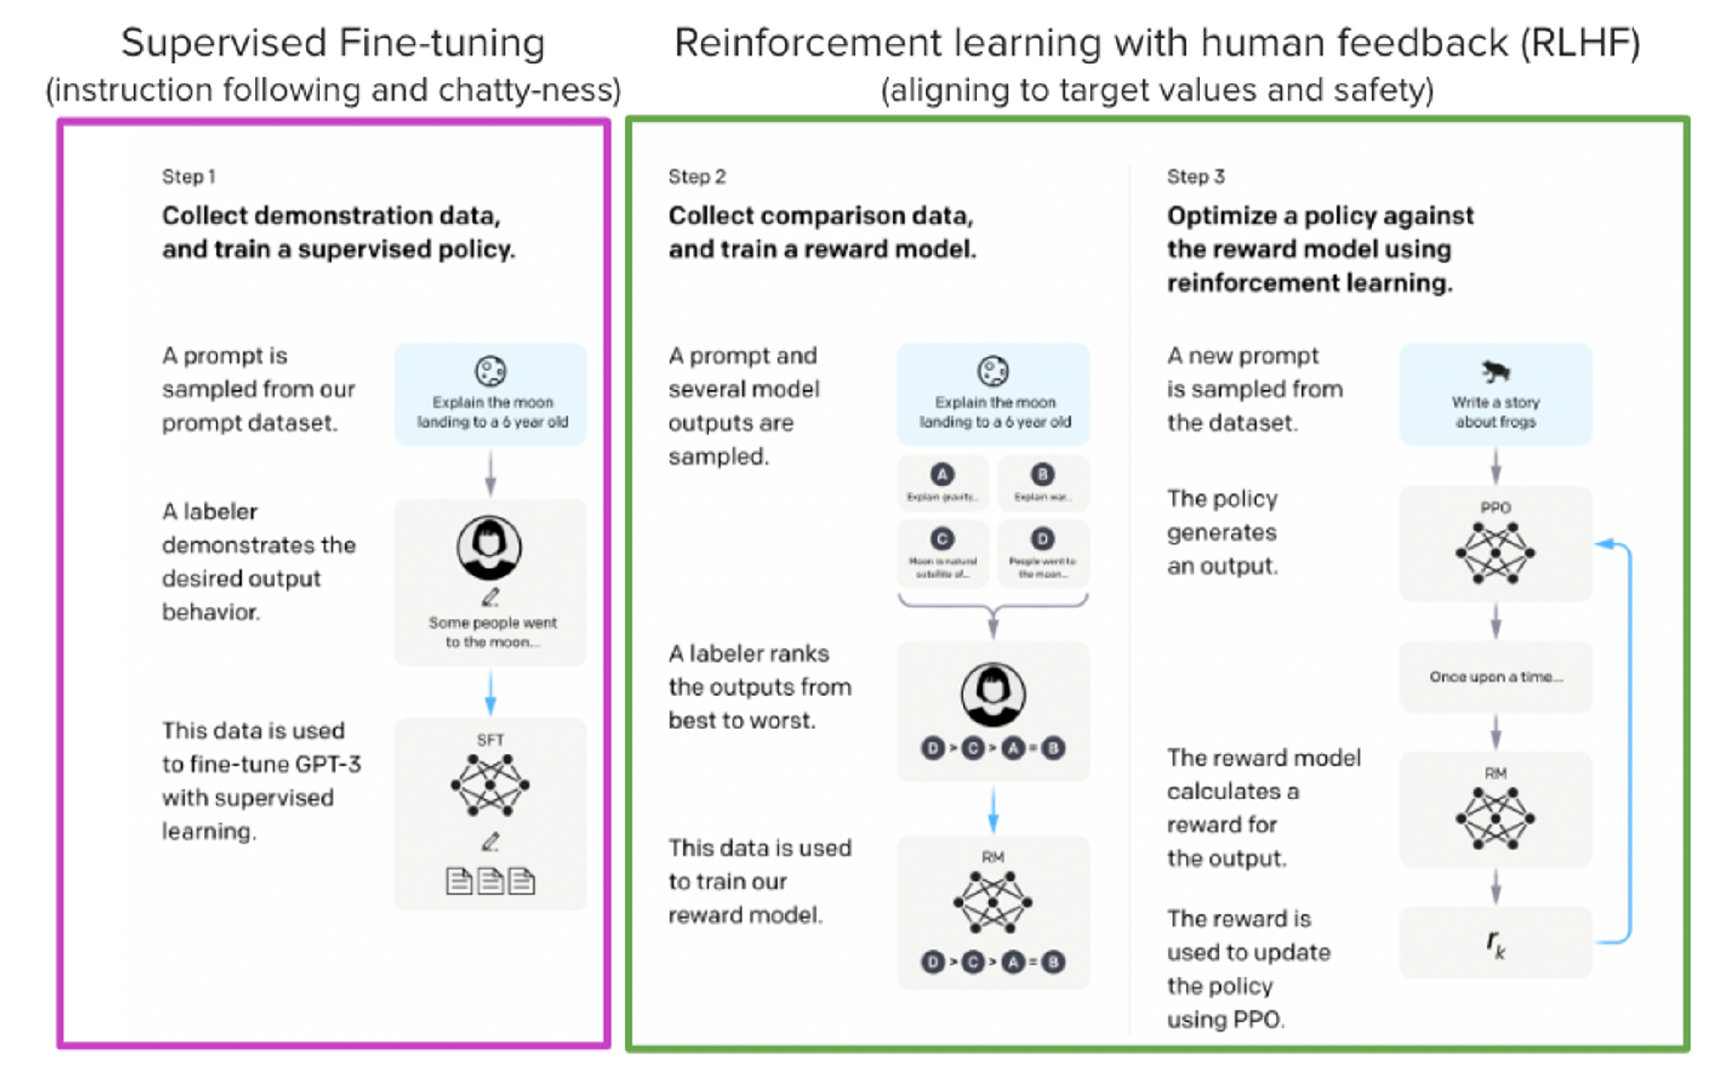 Supervised Fine-tuning
(instruction following and chatty-ness)
Reinforcement learning with human feedback (RLHF)
(aligning to target values and safety)
Step 1
Collect demonstration data,
and train a supervised policy.
A prompt is
sampled from our
prompt dataset.
Explain the moon
landing to a 6 year old
A labeler
demonstrates the
desired output
behavior.
Some people went
to the moon...
This data is used
to fine-tune GPT-3
with supervised
learning.
SFT
Step 2
Collect comparison data,
and train a reward model.
A prompt and
several model
outputs are
sampled.
Explain the moon
landing to a 6 year old
A
Explain gravity...
B
Explain war...
C
Moon is natural
satellite of...
D
People went to
the moon...
A labeler ranks
the outputs from
best to worst.
D > C > A = B
This data is used
to train our
reward model.
RM
D > C > A = B
Step 3
Optimize a policy against
the reward model using
reinforcement learning.
A new prompt
is sampled from
the dataset.
Write a story
about frogs
The policy
generates
an output.
PPO
Once upon a time...
The reward model
calculates a
reward for
the output.
RM
The reward is
used to update
the policy
using PPO.
rk